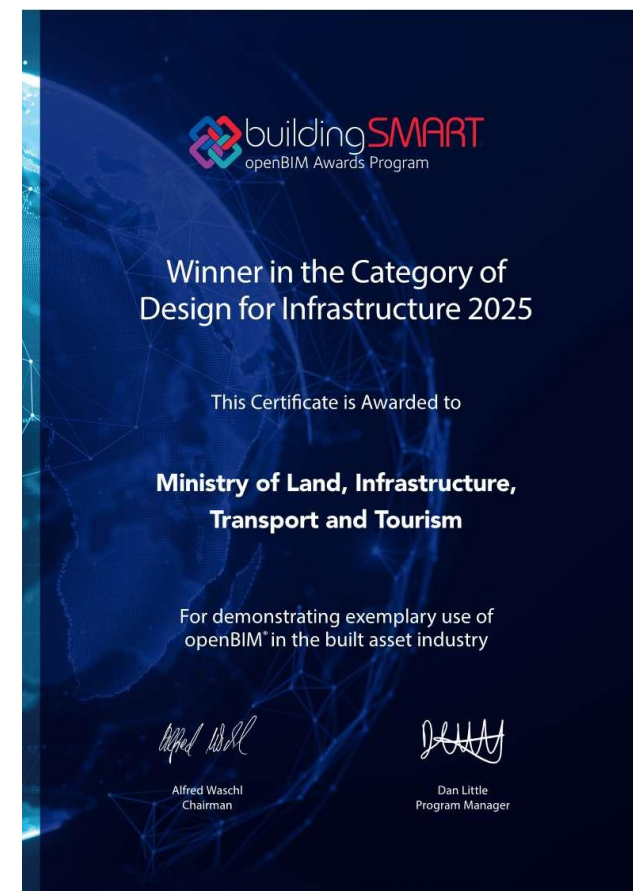 buildingSMART
openBIM Awards Program
Winner in the Category of
Design for Infrastructure 2025
This Certificate is Awarded to
Ministry of Land, Infrastructure,
Transport and Tourism
For demonstrating exemplary use of
openBIM® in the built asset industry
Alfred Waschl
Chairman
Dan Little
Program Manager